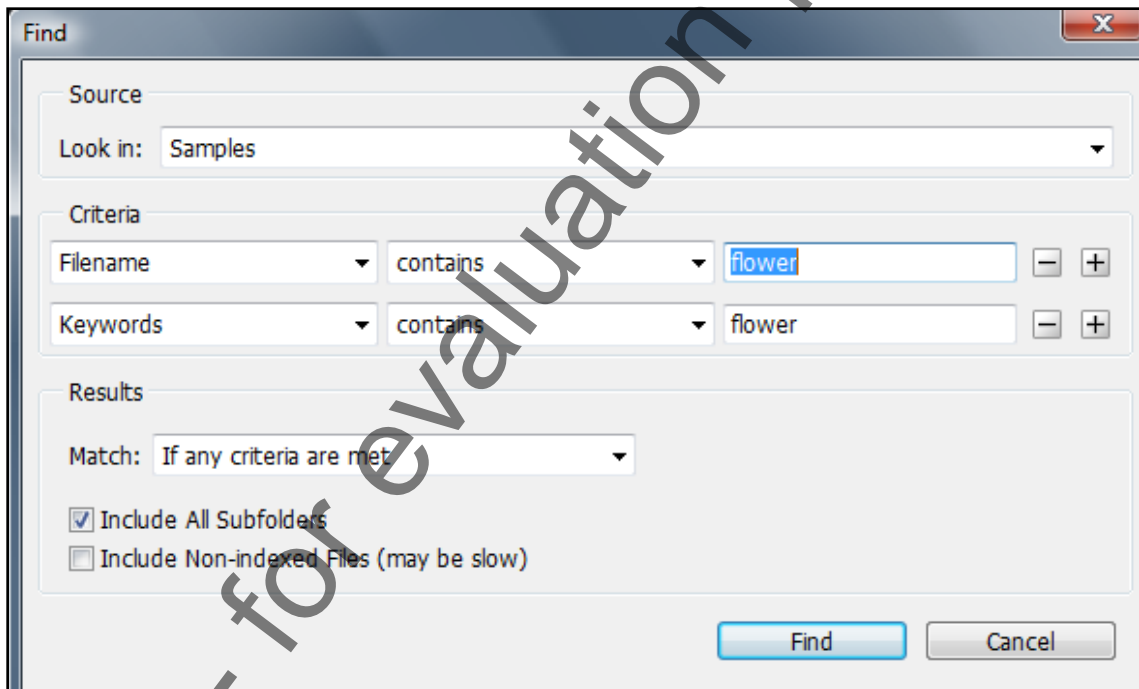 Find
Source
Look in: Samples
Criteria
Filename contains flower
Keywords contains flower
Results
Match: If any criteria are met
Include All Subfolders
Include Non-indexed Files (may be slow)
Find Cancel
- for evaluation